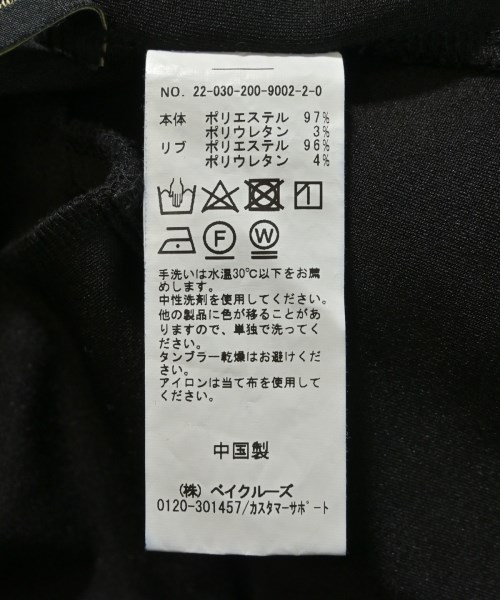 NO. 22-030-200-9002-2-0
本体 ポリエステル 97%
ポリウレタン 3%
リブ ポリエステル 96%
ポリウレタン 4%
F W
手洗いは水温30℃以下をお薦
めします。
中性洗剤を使用してください。
他の製品に色が移ることがあ
りますので、単独で洗ってく
ださい。
タンブラー乾燥はお避けくだ
さい。
アイロンは当て布を使用して
ください。
中国製
(株) ベイクルーズ
0120-301457/カスタマーサポート